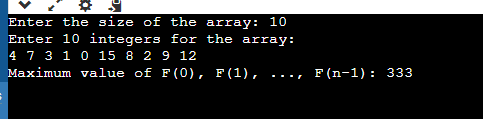 Enter the size of the array: 10
Enter 10 integers for the array:
4 7 3 1 0 15 8 2 9 12
Maximum value of F(0), F(1), ..., F(n-1): 333